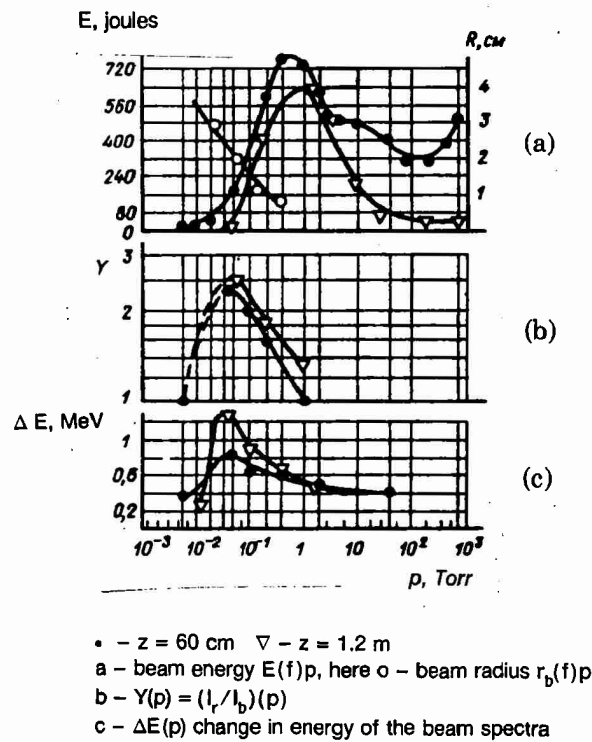 E, joules
R, см
720
560
400
240
80
0
4
3
2
1
(a)
Y
3
2
1
(b)
Δ E, MeV
1
0,6
0,2
(c)
10⁻³ 10⁻² 10⁻¹ 1 10 10² 10³
p, Torr
• – z = 60 cm ∇ – z = 1.2 m
a – beam energy E(f)p, here o – beam radius r_b(f)p
b – Y(p) = (I_r/I_b)(p)
c – ΔE(p) change in energy of the beam spectra